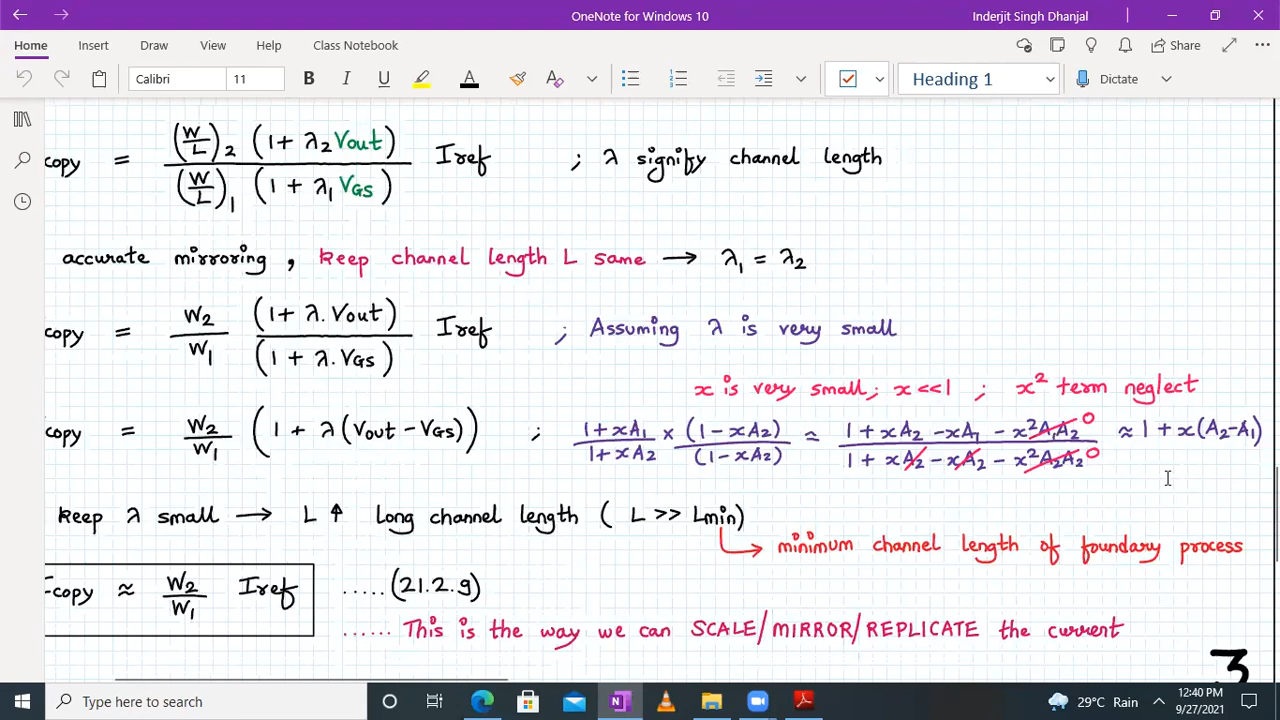 OneNote for Windows 10
Inderjit Singh Dhanjal
Home Insert Draw View Help Class Notebook Share
Calibri 11 B I U A Heading 1 Dictate
copy = (W/L)2 (1 + λ2 Vout) / (W/L)1 (1 + λ1 VGS) Iref ; λ signify channel length
accurate mirroring, keep channel length L same → λ1 = λ2
copy = W2/W1 (1 + λ.Vout)/(1 + λ.VGS) Iref ; Assuming λ is very small
x is very small; x << 1 ; x² term neglect
copy = W2/W1 (1 + λ(Vout - VGS)) ; 1+xA1/1+xA2 × (1-xA2)/(1-xA2) ≈ 1+xA2 -xA1 - x²A1A2 0 / 1 + xA2 - xA2 - x²A2A2 0 ≈ 1 + x(A2-A1)
keep λ small → L ↑ Long channel length ( L >> Lmin)
→ minimum channel length of foundary process
Icopy ≈ W2/W1 Iref .....(21.2.9)
...... This is the way we can SCALE/MIRROR/REPLICATE the current
3
Type here to search
29°C Rain
12:40 PM
9/27/2021